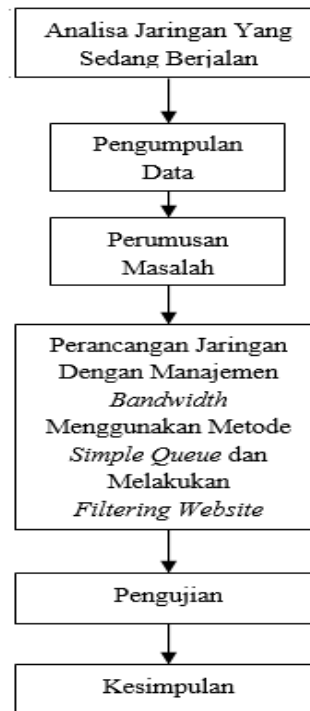 Analisa Jaringan Yang
Sedang Berjalan
Pengumpulan
Data
Perumusan
Masalah
Perancangan Jaringan
Dengan Manajemen
Bandwidth
Menggunakan Metode
Simple Queue dan
Melakukan
Filtering Website
Pengujian
Kesimpulan